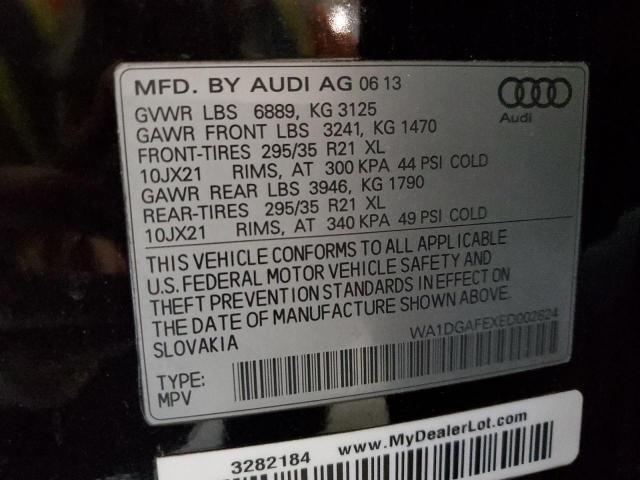 MFD. BY AUDI AG 06 13
Audi
GVWR LBS 6889, KG 3125
GAWR FRONT LBS 3241, KG 1470
FRONT-TIRES 295/35 R21 XL
10JX21 RIMS, AT 300 KPA 44 PSI COLD
GAWR REAR LBS 3946, KG 1790
REAR-TIRES 295/35 R21 XL
10JX21 RIMS, AT 340 KPA 49 PSI COLD
THIS VEHICLE CONFORMS TO ALL APPLICABLE
U.S. FEDERAL MOTOR VEHICLE SAFETY AND
THEFT PREVENTION STANDARDS IN EFFECT ON
THE DATE OF MANUFACTURE SHOWN ABOVE.
SLOVAKIA
WA1DGAFEXED002624
TYPE:
MPV
3282184 www.MyDealerLot.com